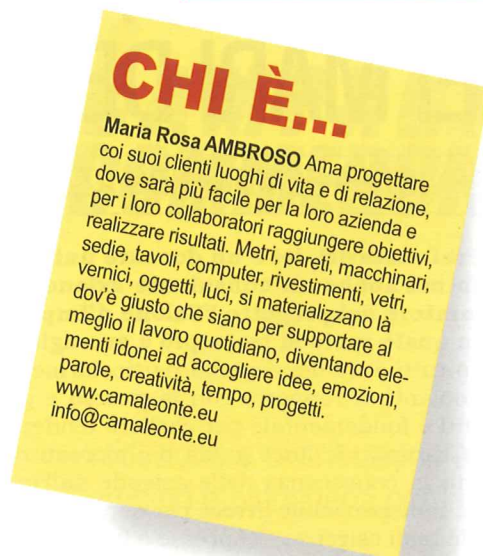 CHI È...
Maria Rosa AMBROSO Ama progettare
coi suoi clienti luoghi di vita e di relazione,
dove sarà più facile per la loro azienda e
per i loro collaboratori raggiungere obiettivi,
realizzare risultati. Metri, pareti, macchinari,
sedie, tavoli, computer, rivestimenti, vetri,
vernici, oggetti, luci, si materializzano là
dov'è giusto che siano per supportare al
meglio il lavoro quotidiano, diventando ele-
menti idonei ad accogliere idee, emozioni,
parole, creatività, tempo, progetti.
www.camaleonte.eu
info@camaleonte.eu